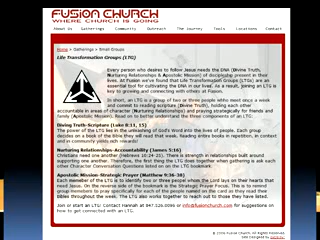 FUSION CHURCH
WHERE CHURCH IS GOING
About Us Gatherings Community Outreach The Journey Resources Contact Us
Home > Gatherings > Small Groups
Life Transformation Groups (LTG)
Every person who desires to follow Jesus needs the DNA (Divine Truth,
Nurturing Relationships & Apostolic Mission) of discipleship present in their
lives. At Fusion we've found that Life Transformation Groups (LTGs) are an
essential tool for cultivating the DNA in our lives. As a result, joining an LTG is
key to growing and connecting with others at Fusion.
In short, an LTG is a group of two or three people who meet once a week
and commit to reading scripture (Divine Truth), holding each other
accountable in areas of character (Nurturing Relationships) and praying specifically for friends and
family (Apostolic Mission). Read on to better understand the three components of an LTG.
Diving Truth-Scripture (Luke 8:11, 15)
The power of the LTG lies in the unleashing of God's Word into the lives of people. Each group
decides on a book of the Bible they will read that week. Reading entire books in repetition, in context
and in community yields rich rewards!
Nurturing Relationships-Accountability (James 5:16)
Christians need one another (Hebrews 10:24-25). There is strength in relationships built around
supporting one another. Therefore, the first thing the LTG does together when gathering is ask each
other Character Conversation Questions listed on on the LTG bookmark.
Apostolic Mission-Strategic Prayer (Matthew 9:36-38)
Each member of the LTG is to identify two or three people whom the Lord lays on their hearts that
need Jesus. On the reverse side of the bookmark is the Strategic Prayer Focus. This is to remind
group members to pray specifically for each of the people named on the card as they read their
Bibles throughout the week. The LTG also works together to reach out to those they have listed.
Join or start an LTG! Contact Hannah at 847.526.0096 or info@fusionchurch.com for suggestions on
how to get connected with an LTG.
Fusion Church. All Rights Reserved
Site Designed by